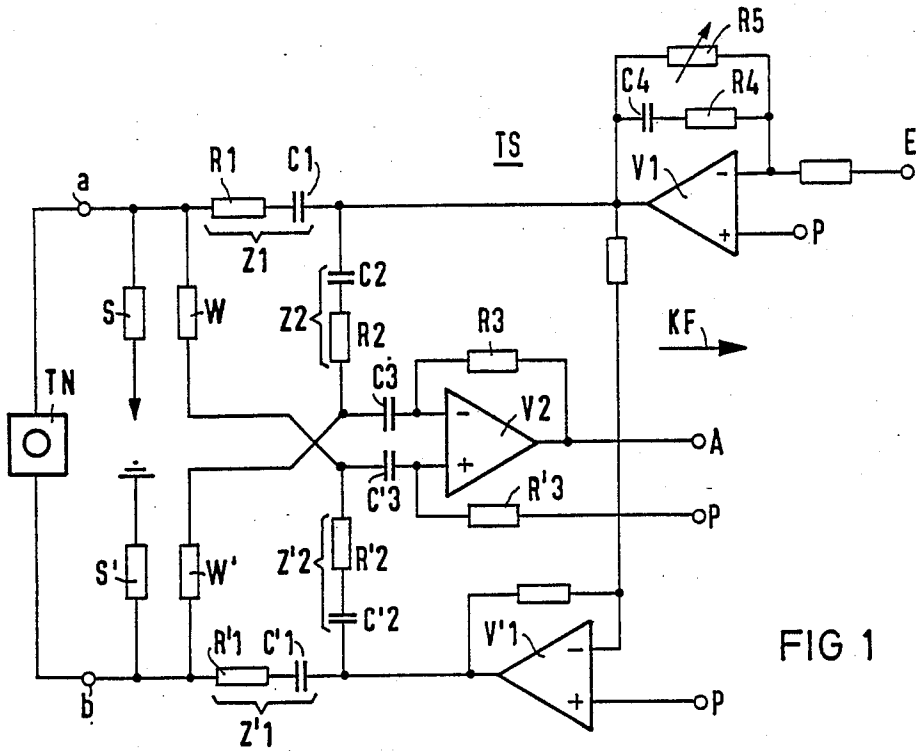 R5
C4
R4
E
TS
V1
R1
C1
a
-
+
P
Z1
C2
S
W
Z2
R2
R3
KF
TN
C3
-
V2
A
+
C'3
R'3
P
S'
W'
Z'2
R'2
C'2
V'1
-
FIG 1
R'1
C'1
+
P
b
Z'1